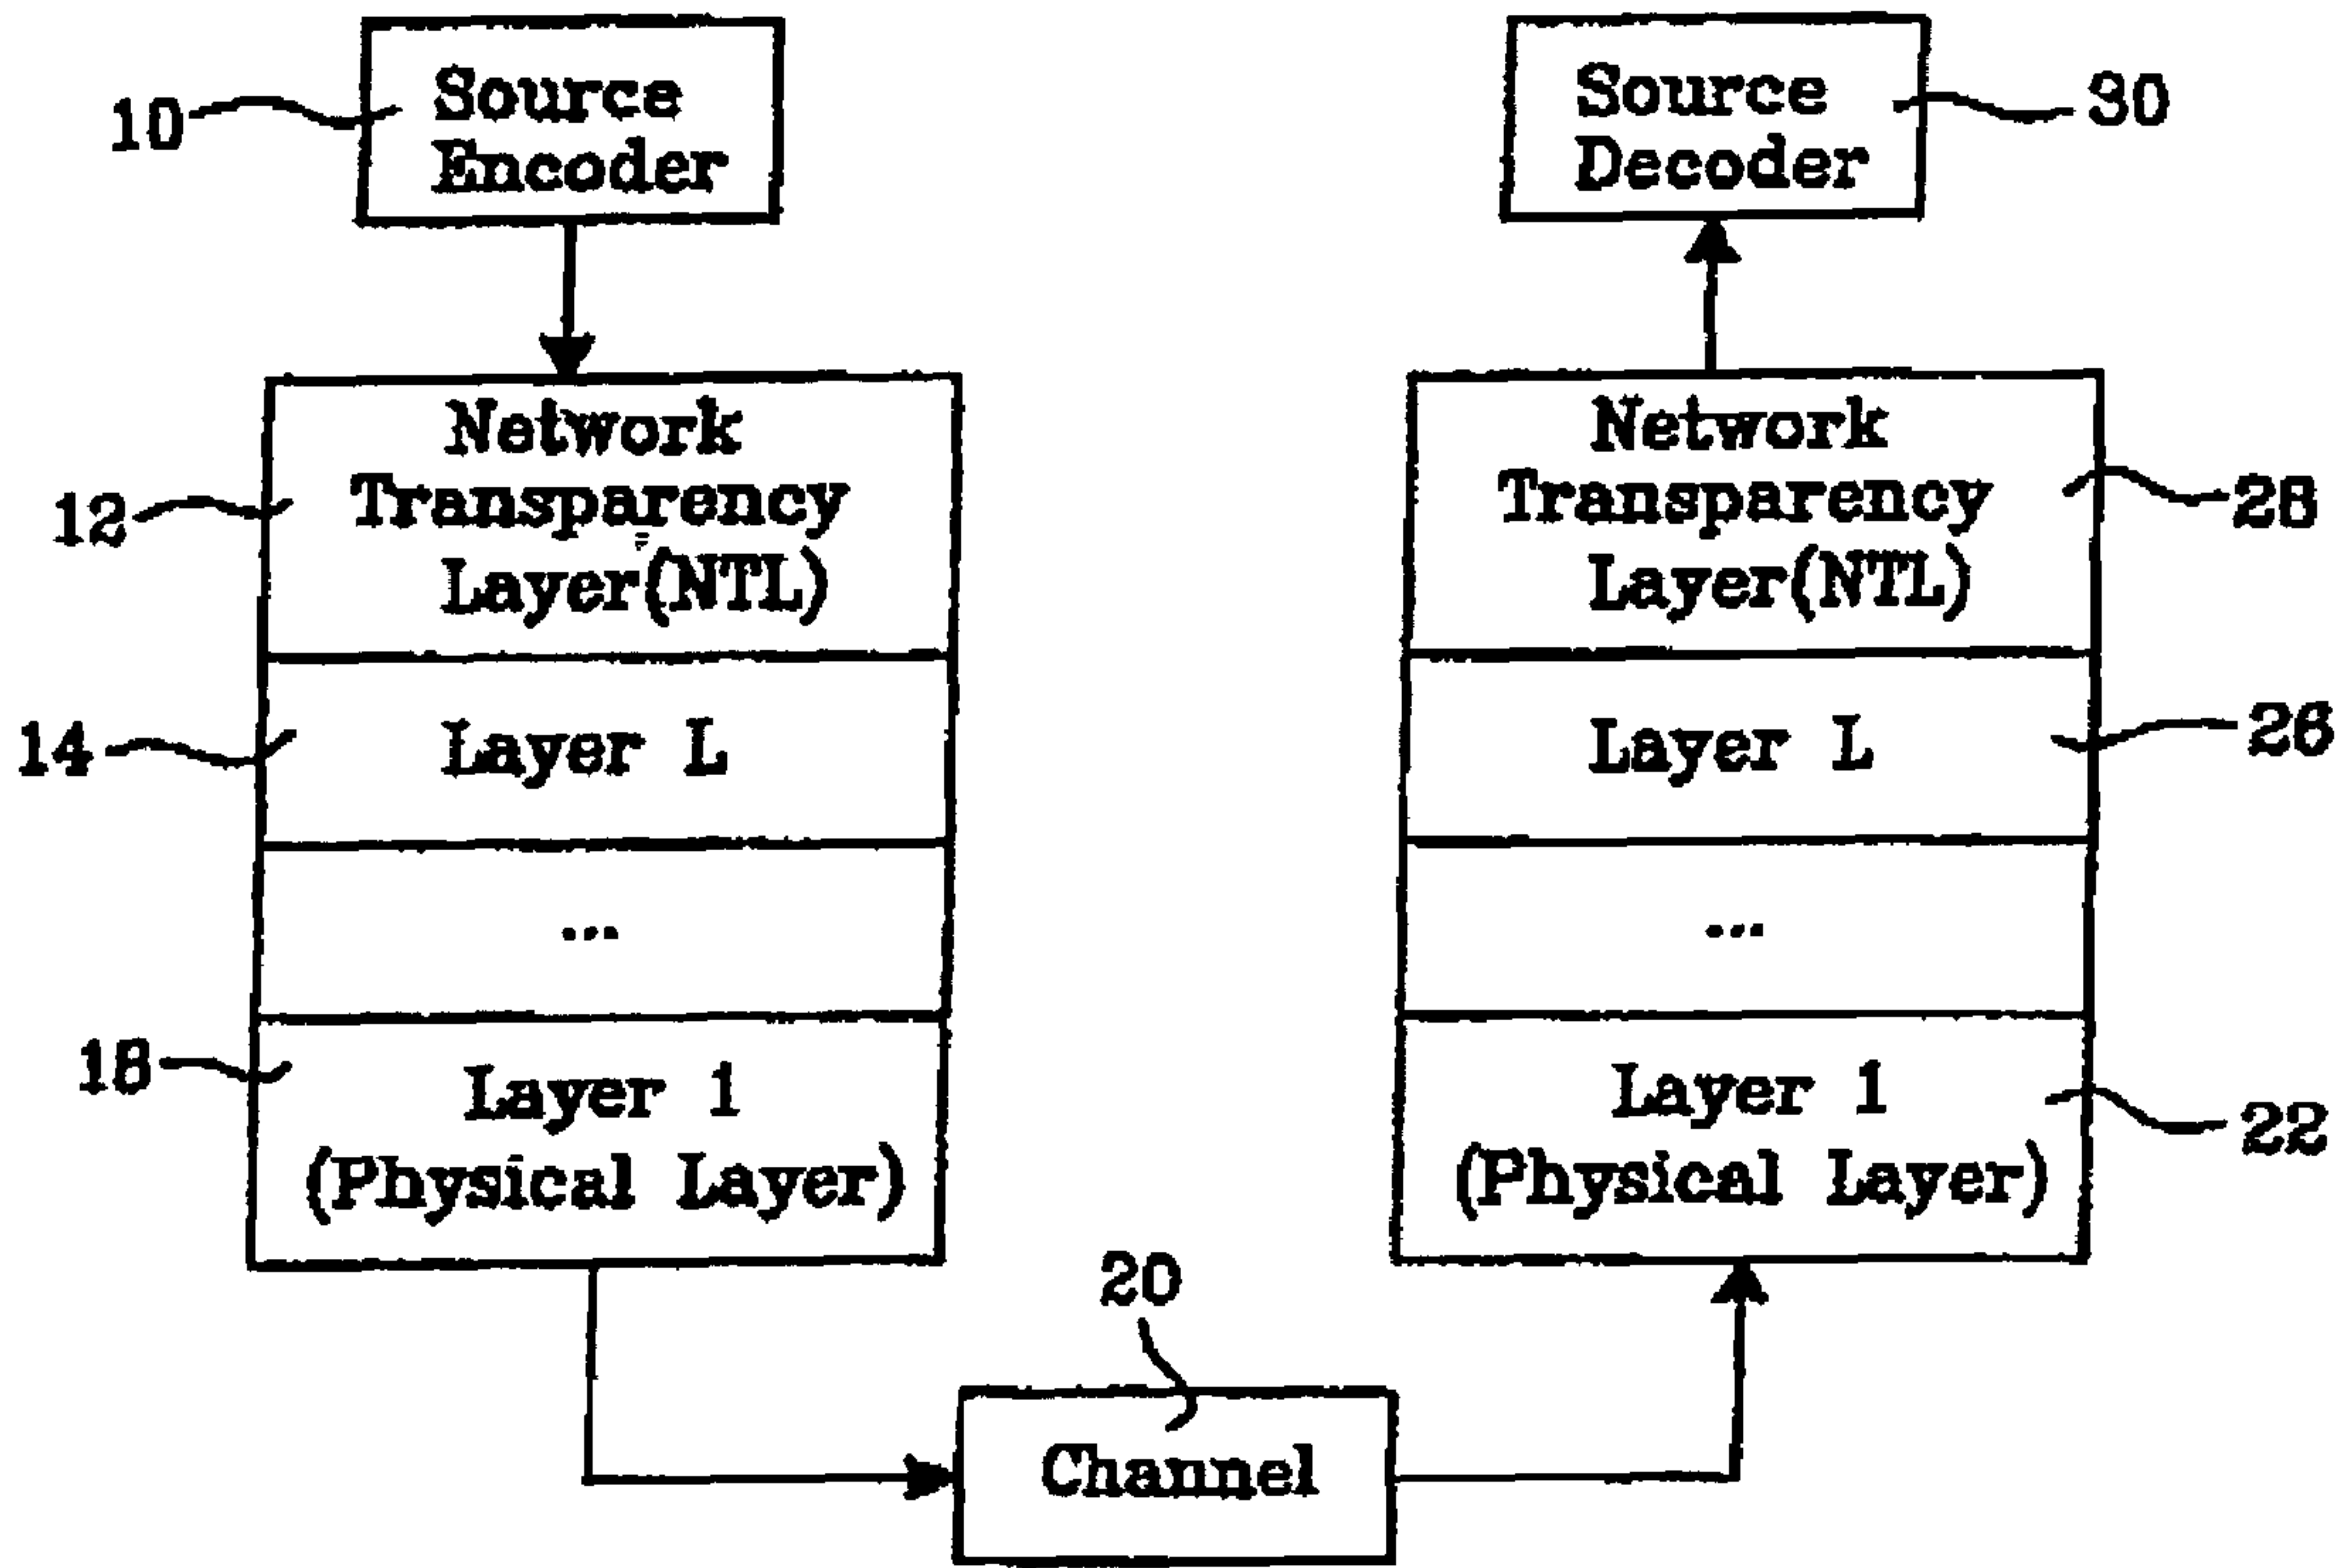 10
Source
Encoder
Source
Decoder
30
12
Network
Transparency
Layer(NTL)
Network
Transparency
Layer(NTL)
28
14
Layer L
Layer L
26
...
...
18
Layer 1
(Physical Layer)
Layer 1
(Physical Layer)
22
20
Channel